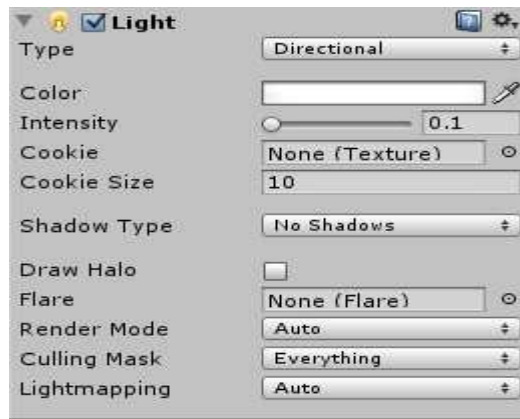 Light
Type Directional
Color
Intensity 0.1
Cookie None (Texture)
Cookie Size 10
Shadow Type No Shadows
Draw Halo
Flare None (Flare)
Render Mode Auto
Culling Mask Everything
Lightmapping Auto